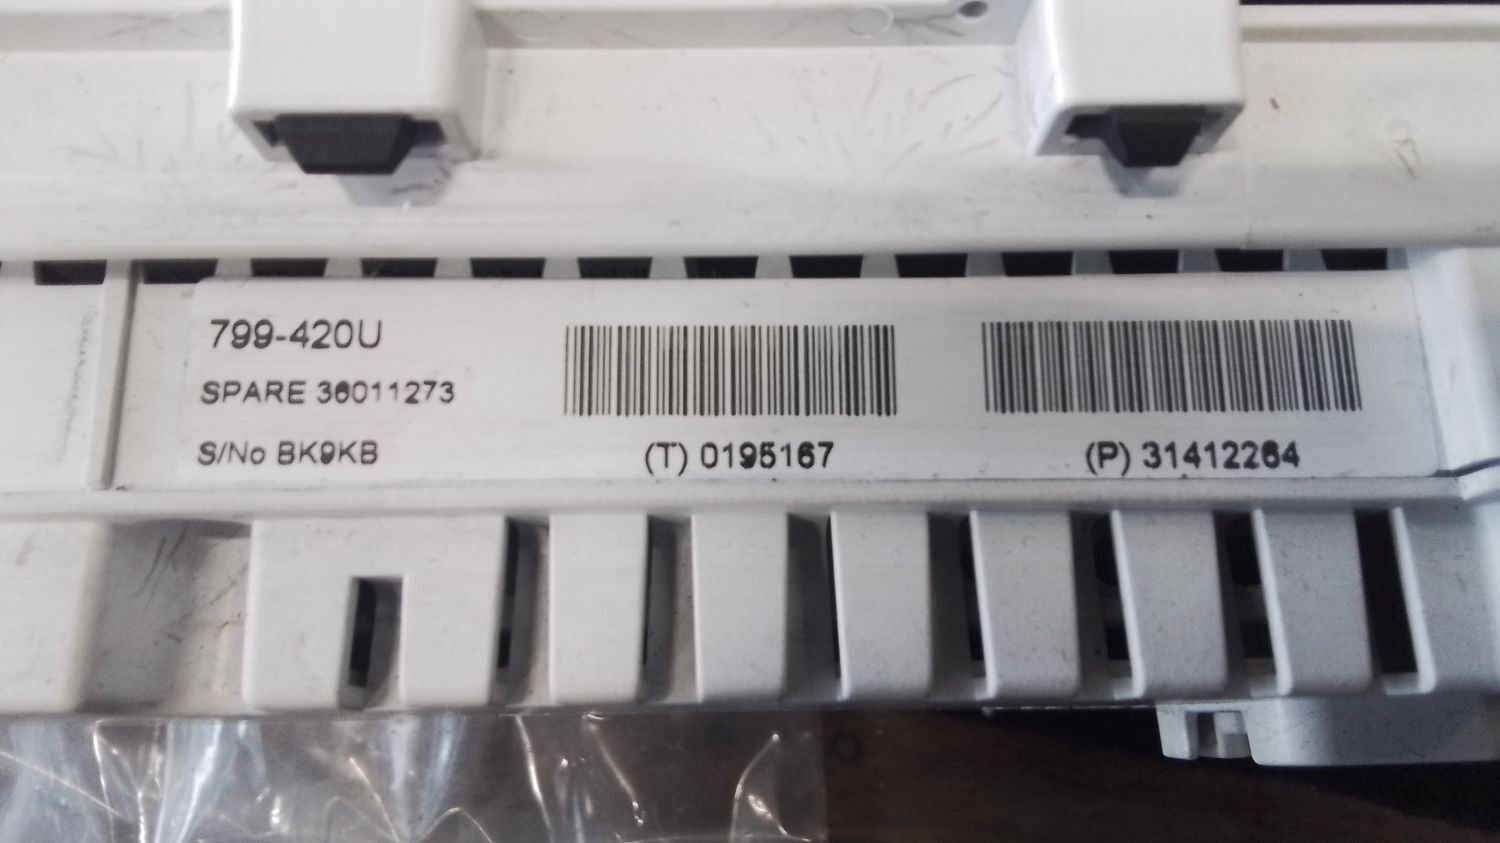 799-420U
SPARE 36011273
S/No BK9KB
(T) 0195167
(P) 31412264